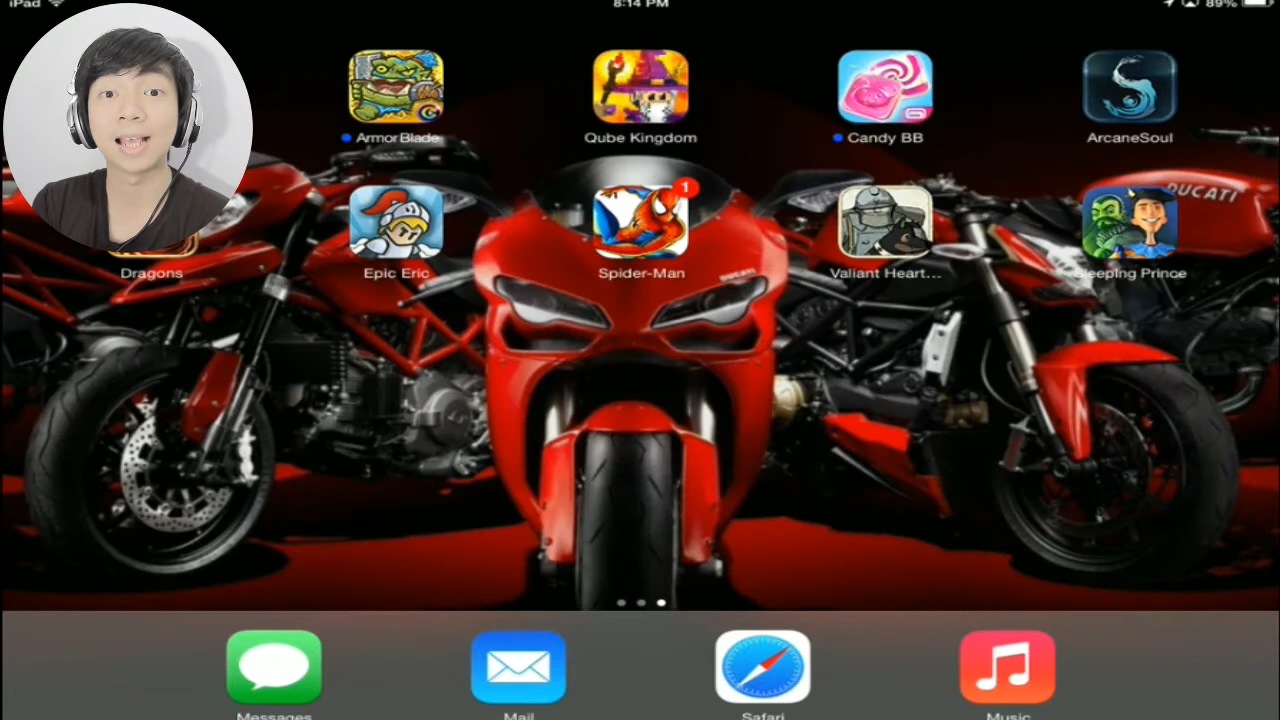 iPad 8:14 PM 89%
ArmorBlade Qube Kingdom Candy BB ArcaneSoul
DUCATI
1
Dragons Epic Eric Spider-Man Valiant Heart... Sleeping Prince
DUCATI
Messages Mail Safari Music